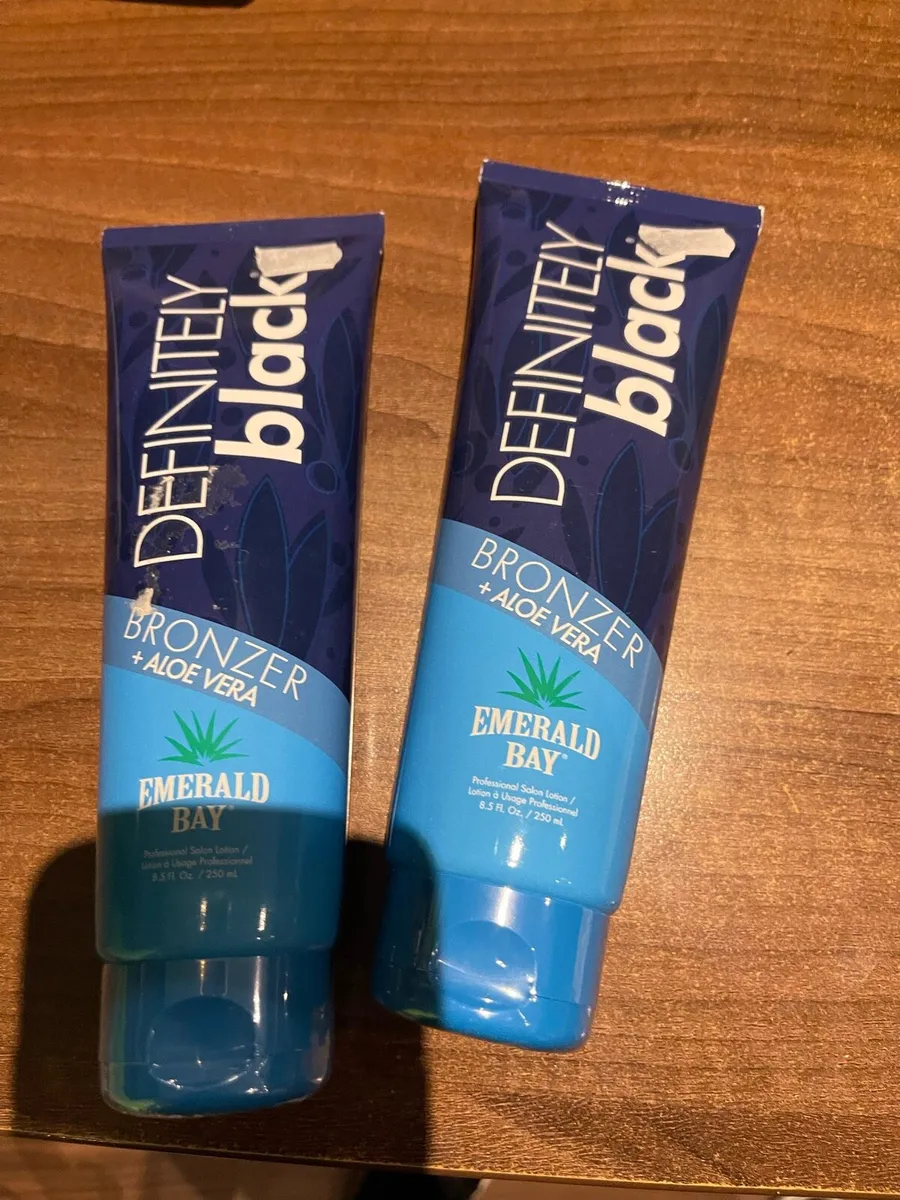 DEFINITELY
black
BRONZER
+ ALOE VERA
EMERALD
BAY®
Professional Salon Lotion /
Lotion à Usage Professionnel
8.5 Fl. Oz. / 250 mL
DEFINITELY
black
BRONZER
+ ALOE VERA
EMERALD
BAY®
Professional Salon Lotion /
Lotion à Usage Professionnel
8.5 Fl. Oz. / 250 mL